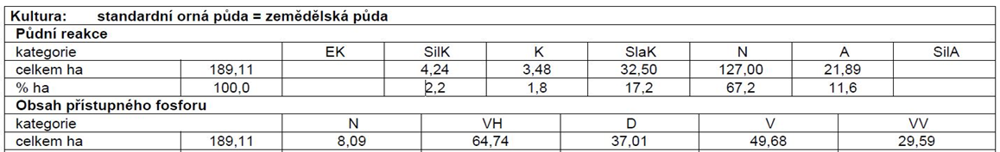 Kultura: standardní orná půda = zemědělská půda
Půdní reakce
kategorie EK SilK K SlaK N A SilA
celkem ha 189,11 4,24 3,48 32,50 127,00 21,89
% ha 100,0 2,2 1,8 17,2 67,2 11,6
Obsah přístupného fosforu
kategorie N VH D V VV
celkem ha 189,11 8,09 64,74 37,01 49,68 29,59